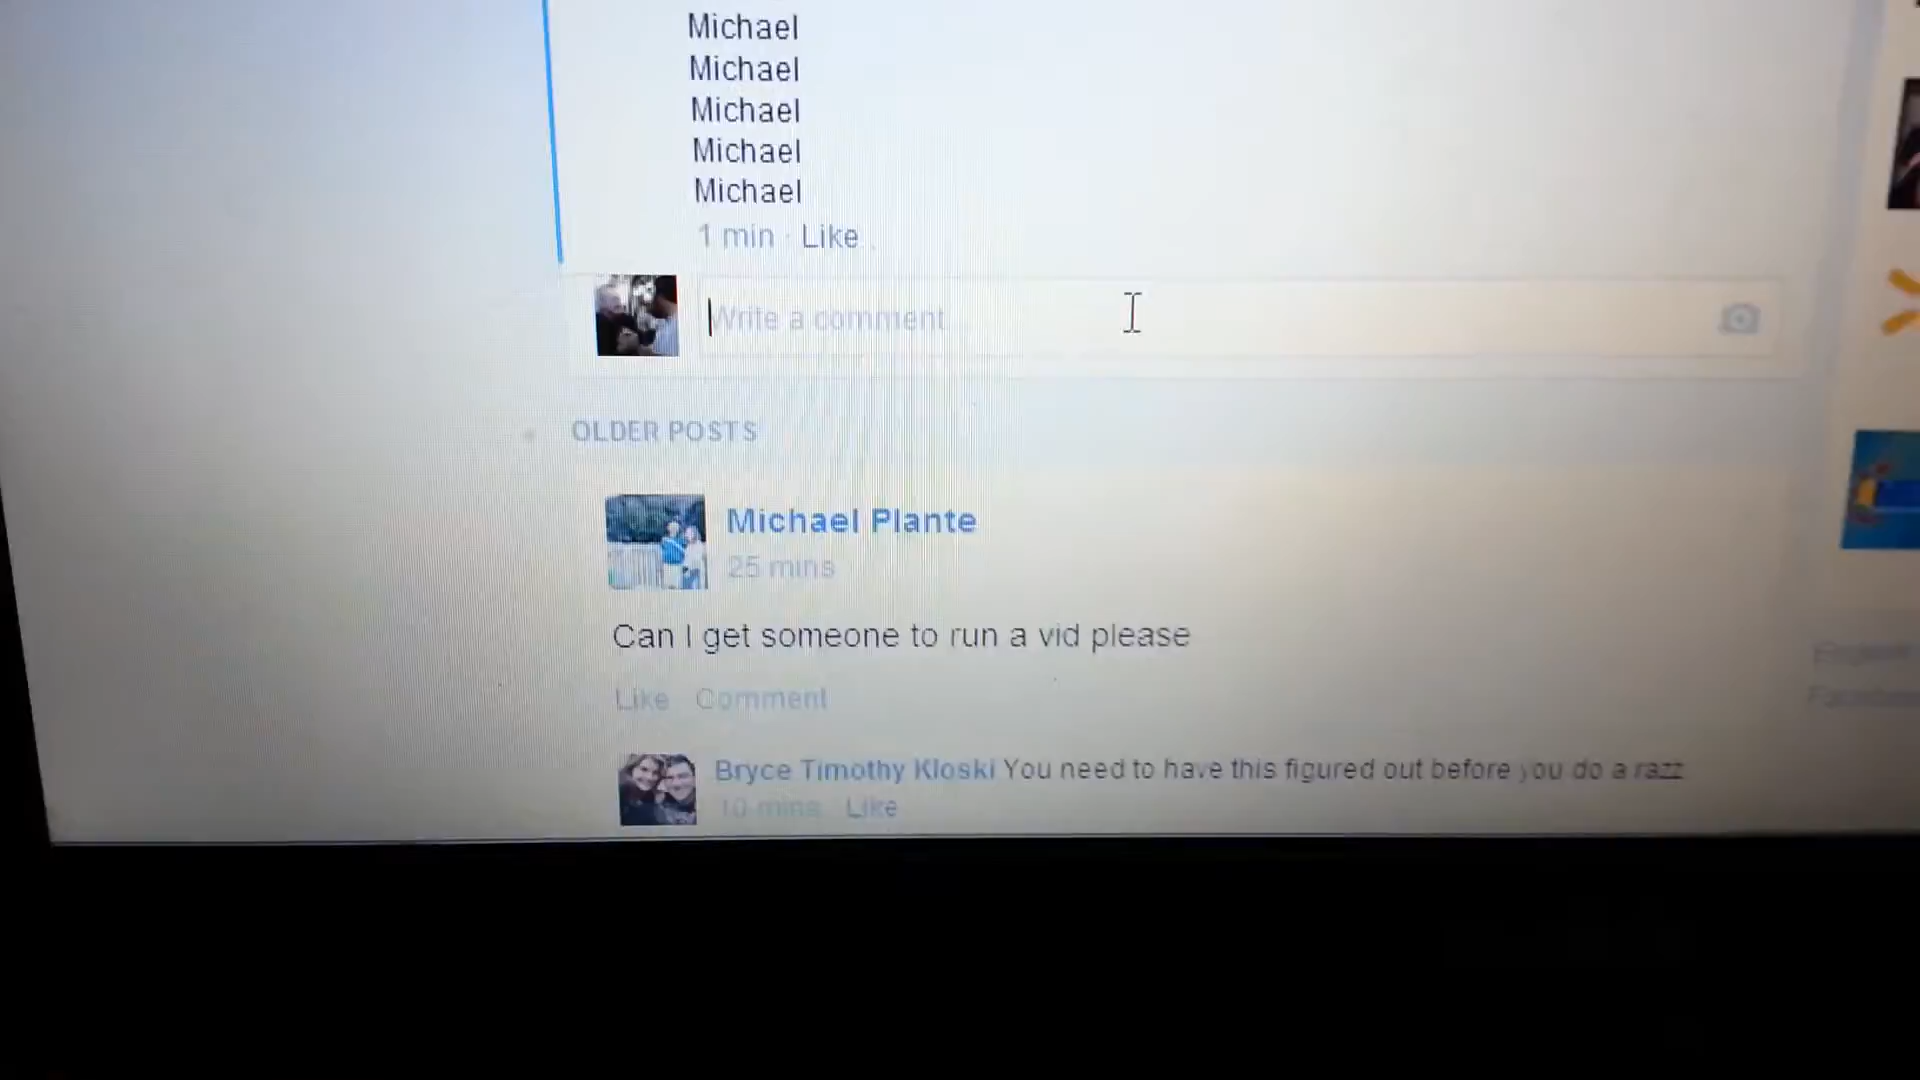 Michael
Michael
Michael
Michael
Michael
1 min · Like
Write a comment...
OLDER POSTS
Michael Plante
25 mins
Can I get someone to run a vid please
Like Comment
Bryce Timothy Kloski You need to have this figured out before you do a razz
10 mins Like